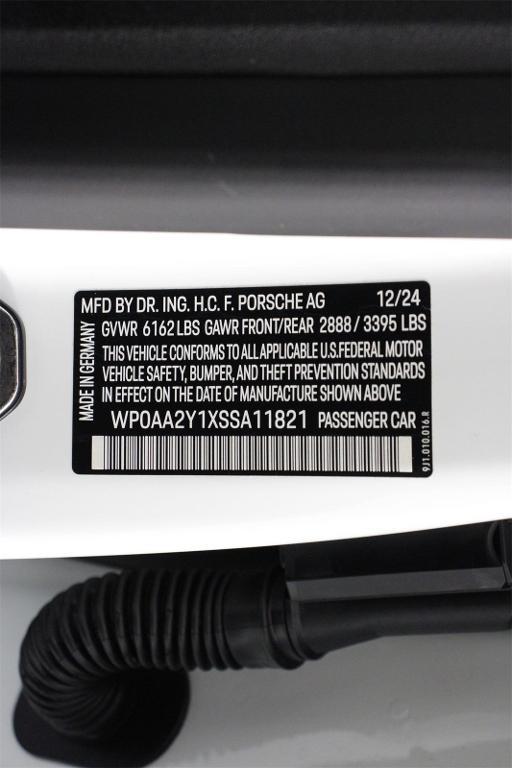 MFD BY DR. ING. H.C. F. PORSCHE AG 12/24
GVWR 6162 LBS GAWR FRONT/REAR 2888 / 3395 LBS
THIS VEHICLE CONFORMS TO ALL APPLICABLE U.S.FEDERAL MOTOR
VEHICLE SAFETY, BUMPER, AND THEFT PREVENTION STANDARDS
IN EFFECT ON THE DATE OF MANUFACTURE SHOWN ABOVE
WP0AA2Y1XSSA11821 PASSENGER CAR
MADE IN GERMANY
9J1.010.016.R